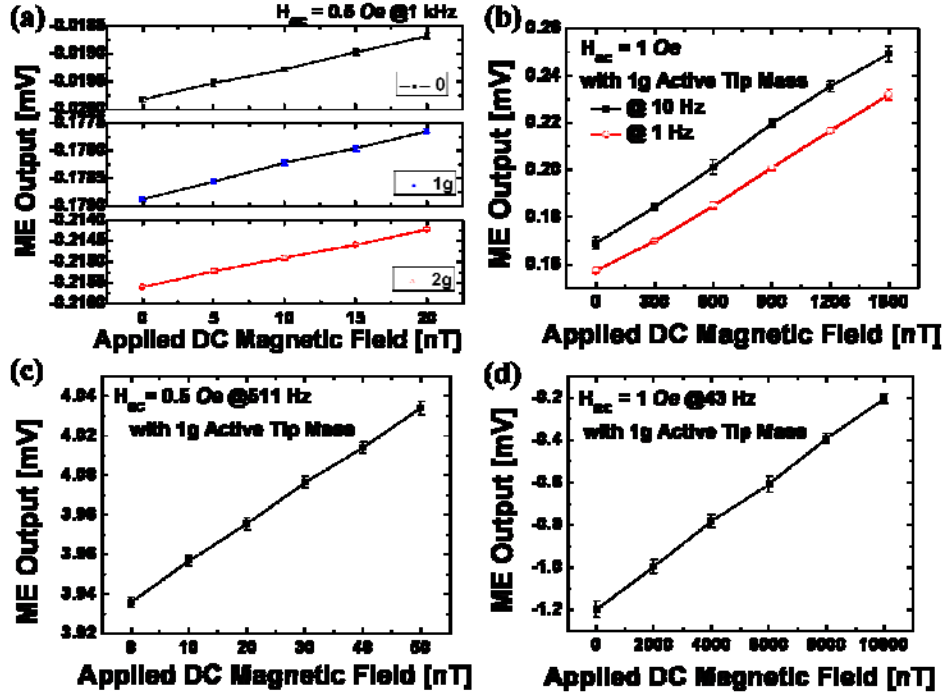 (a)
H_ac = 0.5 Oe @1 kHz
ME Output [mV]
-0.0185
-0.0190
-0.0195
-0.0200
0
-0.1775
-0.1780
-0.1785
-0.1790
1g
-0.2140
-0.2145
-0.2150
-0.2155
-0.2160
2g
0 5 10 15 20
Applied DC Magnetic Field [nT]
(b)
H_ac = 1 Oe
with 1g Active Tip Mass
@ 10 Hz
@ 1 Hz
ME Output [mV]
0.26
0.24
0.22
0.20
0.18
0.16
0 300 600 900 1200 1500
Applied DC Magnetic Field [nT]
(c)
H_ac = 0.5 Oe @511 Hz
with 1g Active Tip Mass
ME Output [mV]
4.04
4.02
4.00
3.98
3.96
3.94
3.92
0 10 20 30 40 50
Applied DC Magnetic Field [nT]
(d)
H_ac = 1 Oe @43 Hz
with 1g Active Tip Mass
ME Output [mV]
-0.2
-0.4
-0.6
-0.8
-1.0
-1.2
0 2000 4000 6000 8000 10000
Applied DC Magnetic Field [nT]